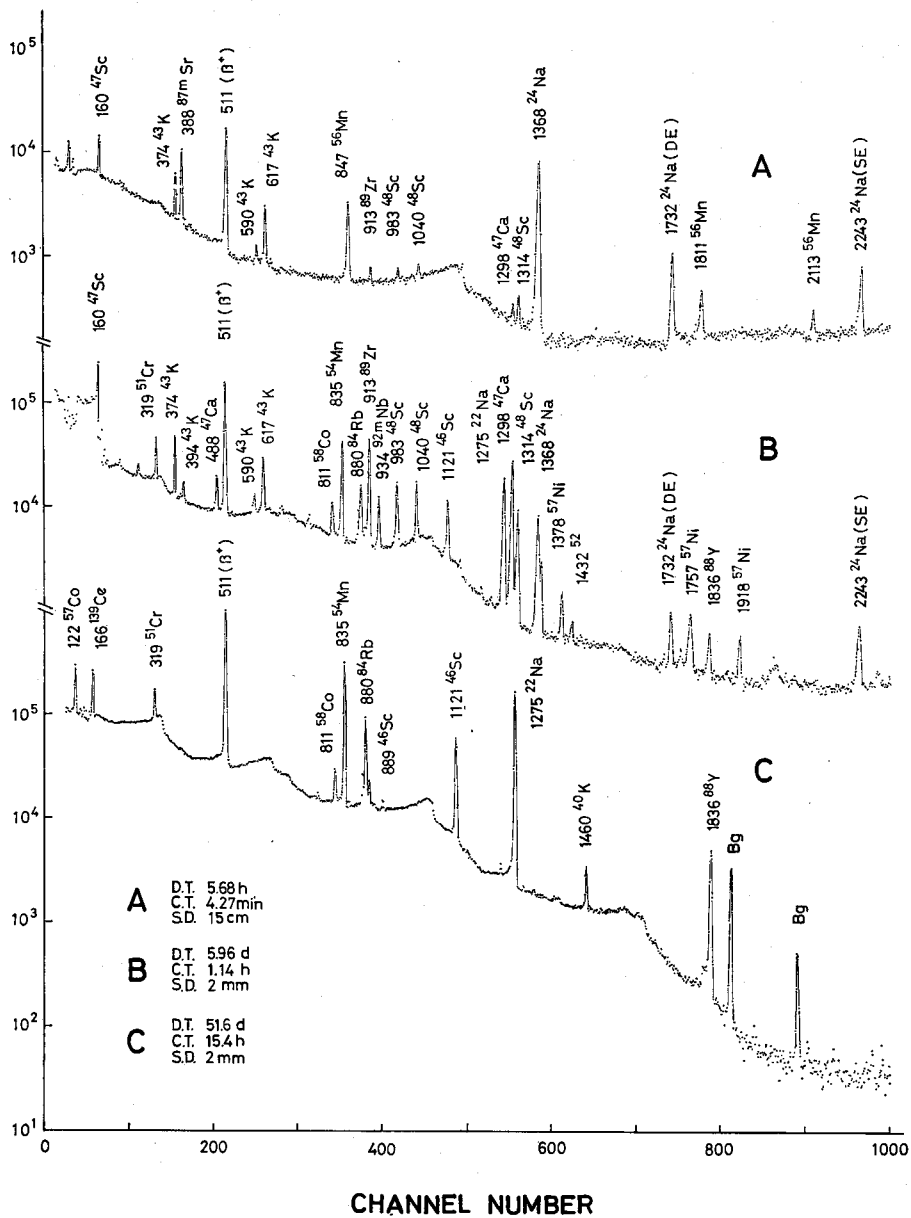 10⁵
10⁴
10³
10⁵
10⁴
10⁵
10⁴
10³
10²
10¹
160 ⁴⁷Sc
374 ⁴³K
388 ⁸⁷ᵐSr
511 (β⁺)
590 ⁴³K
617 ⁴³K
847 ⁵⁶Mn
913 ⁸⁹Zr
983 ⁴⁸Sc
1040 ⁴⁸Sc
1298 ⁴⁷Ca
1314 ⁴⁸Sc
1368 ²⁴Na
1732 ²⁴Na (DE)
1811 ⁵⁶Mn
2113 ⁵⁶Mn
2243 ²⁴Na (SE)
A
160 ⁴⁷Sc
319 ⁵¹Cr
374 ⁴³K
394 ⁴³K
488 ⁴⁷Ca
511 (β⁺)
590 ⁴³K
617 ⁴³K
811 ⁵⁸Co
835 ⁵⁴Mn
880 ⁸⁴Rb
913 ⁸⁹Zr
934 ⁹²ᵐNb
983 ⁴⁸Sc
1040 ⁴⁸Sc
1121 ⁴⁶Sc
1275 ²²Na
1298 ⁴⁷Ca
1314 ⁴⁸Sc
1368 ²⁴Na
1378 ⁵⁷Ni
1432 ⁵²
1732 ²⁴Na (DE)
1757 ⁵⁷Ni
1836 ⁸⁸Y
1918 ⁵⁷Ni
2243 ²⁴Na (SE)
B
122 ⁵⁷Co
166 ¹³⁹Ce
319 ⁵¹Cr
511 (β⁺)
811 ⁵⁸Co
835 ⁵⁴Mn
880 ⁸⁴Rb
889 ⁴⁶Sc
1121 ⁴⁶Sc
1275 ²²Na
1460 ⁴⁰K
1836 ⁸⁸Y
Bg
Bg
C
A
D.T. 5.68 h
C.T. 4.27min
S.D. 15 cm
B
D.T. 5.96 d
C.T. 1.14 h
S.D. 2 mm
C
D.T. 51.6 d
C.T. 15.4 h
S.D. 2 mm
0 200 400 600 800 1000
CHANNEL NUMBER